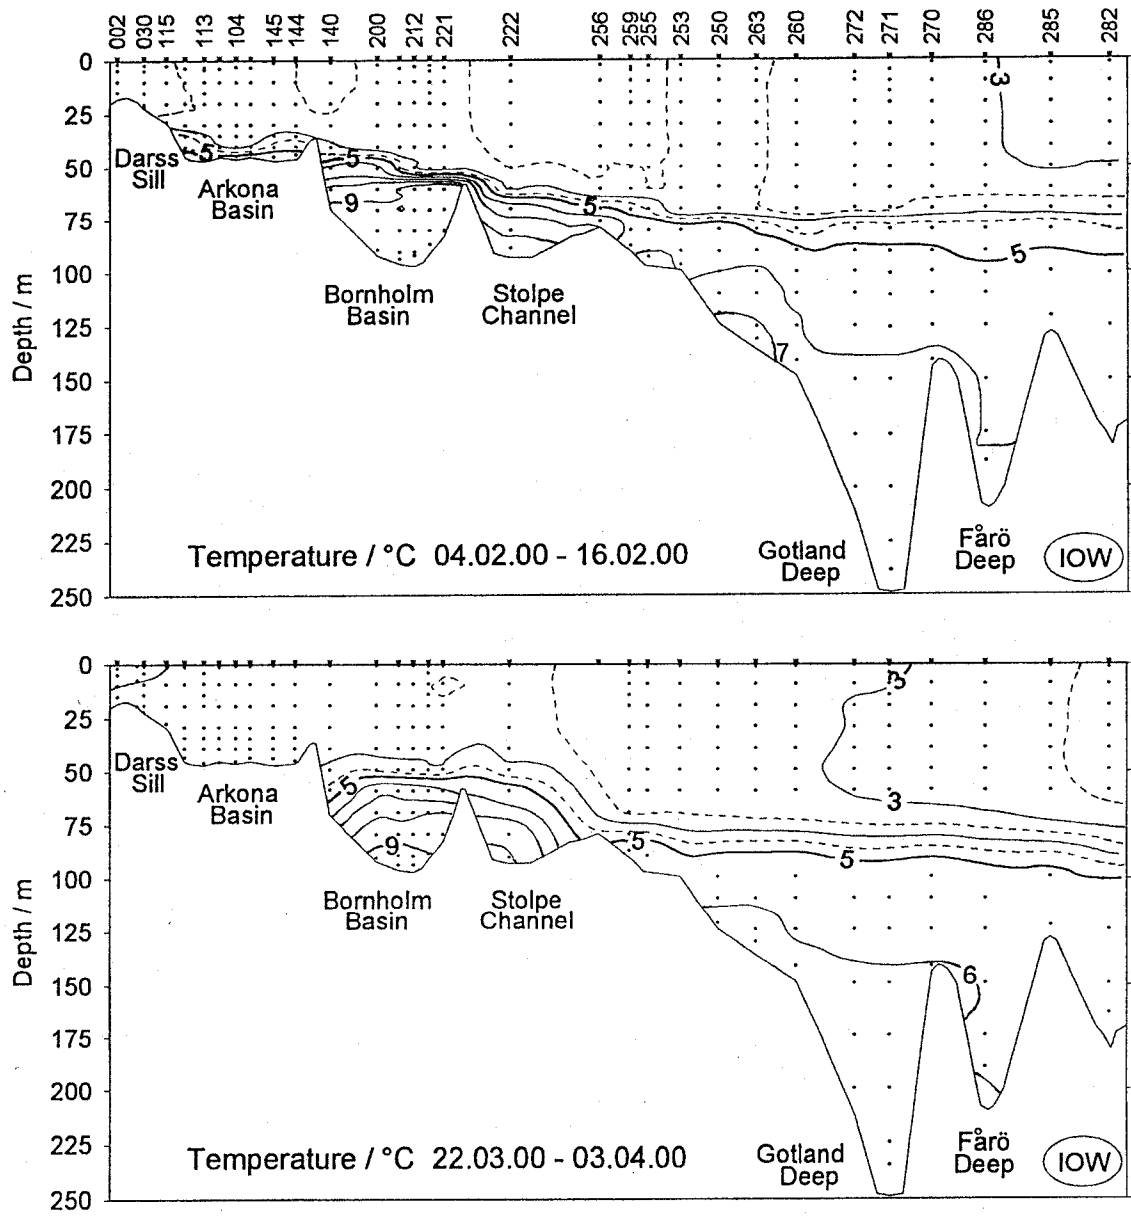 002 030 115 113 104 145 144 140 200 212 221 222 256 259 255 253 250 263 260 272 271 270 286 285 282
0
25
50
75
100
125
150
175
200
225
250
Depth / m
3
5
5
5
5
9
7
Darss
Sill
Arkona
Basin
Bornholm
Basin
Stolpe
Channel
Gotland
Deep
Fårö
Deep
IOW
Temperature / °C 04.02.00 - 16.02.00
0
25
50
75
100
125
150
175
200
225
250
Depth / m
3
3
5
5
5
9
6
Darss
Sill
Arkona
Basin
Bornholm
Basin
Stolpe
Channel
Gotland
Deep
Fårö
Deep
IOW
Temperature / °C 22.03.00 - 03.04.00